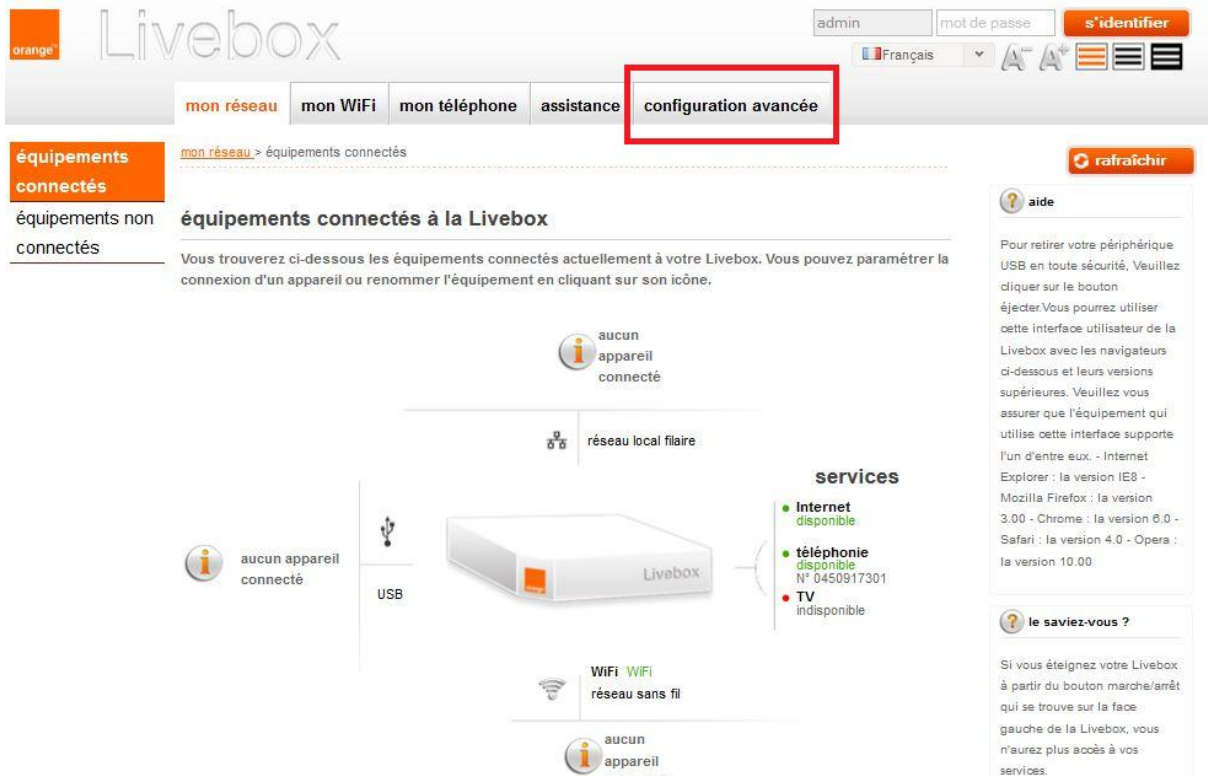 orange™
Livebox
admin
mot de passe
s'identifier
Français
A- A+
mon réseau
mon WiFi
mon téléphone
assistance
configuration avancée
équipements
connectés
équipements non
connectés
mon réseau > équipements connectés
rafraîchir
équipements connectés à la Livebox
Vous trouverez ci-dessous les équipements connectés actuellement à votre Livebox. Vous pouvez paramétrer la
connexion d'un appareil ou renommer l'équipement en cliquant sur son icône.
aucun
appareil
connecté
réseau local filaire
aucun appareil
connecté
USB
Livebox
orange
services
Internet
disponible
téléphonie
disponible
N° 0450917301
TV
indisponible
WiFi WiFi
réseau sans fil
aucun
appareil
aide
Pour retirer votre périphérique
USB en toute sécurité, Veuillez
cliquer sur le bouton
éjecter.Vous pourrez utiliser
cette interface utilisateur de la
Livebox avec les navigateurs
ci-dessous et leurs versions
supérieures. Veuillez vous
assurer que l'équipement qui
utilise cette interface supporte
l'un d'entre eux. - Internet
Explorer : la version IE8 -
Mozilla Firefox : la version
3.00 - Chrome : la version 6.0 -
Safari : la version 4.0 - Opera :
la version 10.00
le saviez-vous ?
Si vous éteignez votre Livebox
à partir du bouton marche/arrêt
qui se trouve sur la face
gauche de la Livebox, vous
n'aurez plus accès à vos
services.